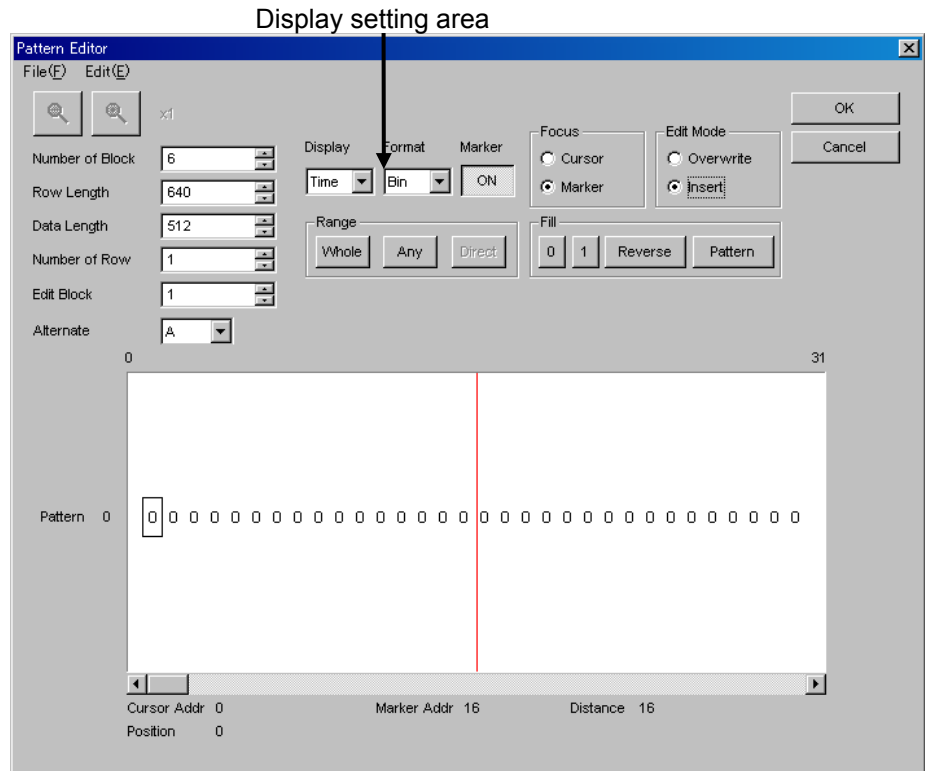 Display setting area
Pattern Editor
File(F) Edit(E)
x1
OK
Cancel
Number of Block 6
Row Length 640
Data Length 512
Number of Row 1
Edit Block 1
Alternate A
Display Format Marker
Time Bin ON
Focus
Cursor
Marker
Edit Mode
Overwrite
Insert
Range
Whole Any Direct
Fill
0 1 Reverse Pattern
0 31
Pattern 0 0 0 0 0 0 0 0 0 0 0 0 0 0 0 0 0 0 0 0 0 0 0 0 0 0 0 0 0 0 0 0 0
Cursor Addr 0 Marker Addr 16 Distance 16
Position 0